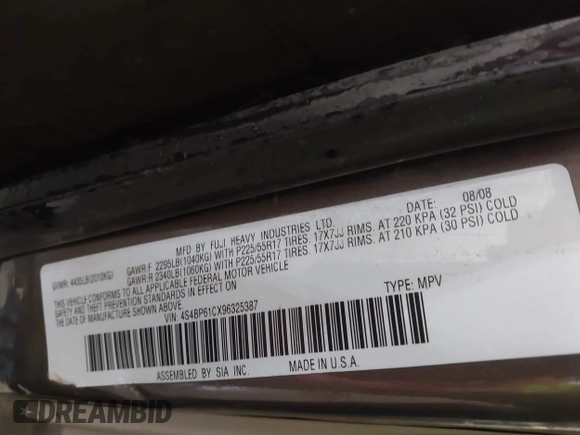 MFD BY FUJI HEAVY INDUSTRIES LTD. DATE: 08/08
GVWR: 4435LB(2010KG) GAWR:F 2295LB(1040KG) WITH P225/55R17 TIRES. 17X7JJ RIMS. AT 220 KPA (32 PSI) COLD
GAWR:R 2340LB(1060KG) WITH P225/55R17 TIRES. 17X7JJ RIMS. AT 210 KPA (30 PSI) COLD
THIS VEHICLE CONFORMS TO ALL APPLICABLE FEDERAL MOTOR VEHICLE
SAFETY AND THEFT PREVENTION STANDARDS IN EFFECT ON
THE DATE OF MANUFACTURE SHOWN ABOVE.
VIN: 4S4BP61CX96325387 TYPE: MPV
ASSEMBLED BY SIA INC. MADE IN U.S.A.
DREAMBID